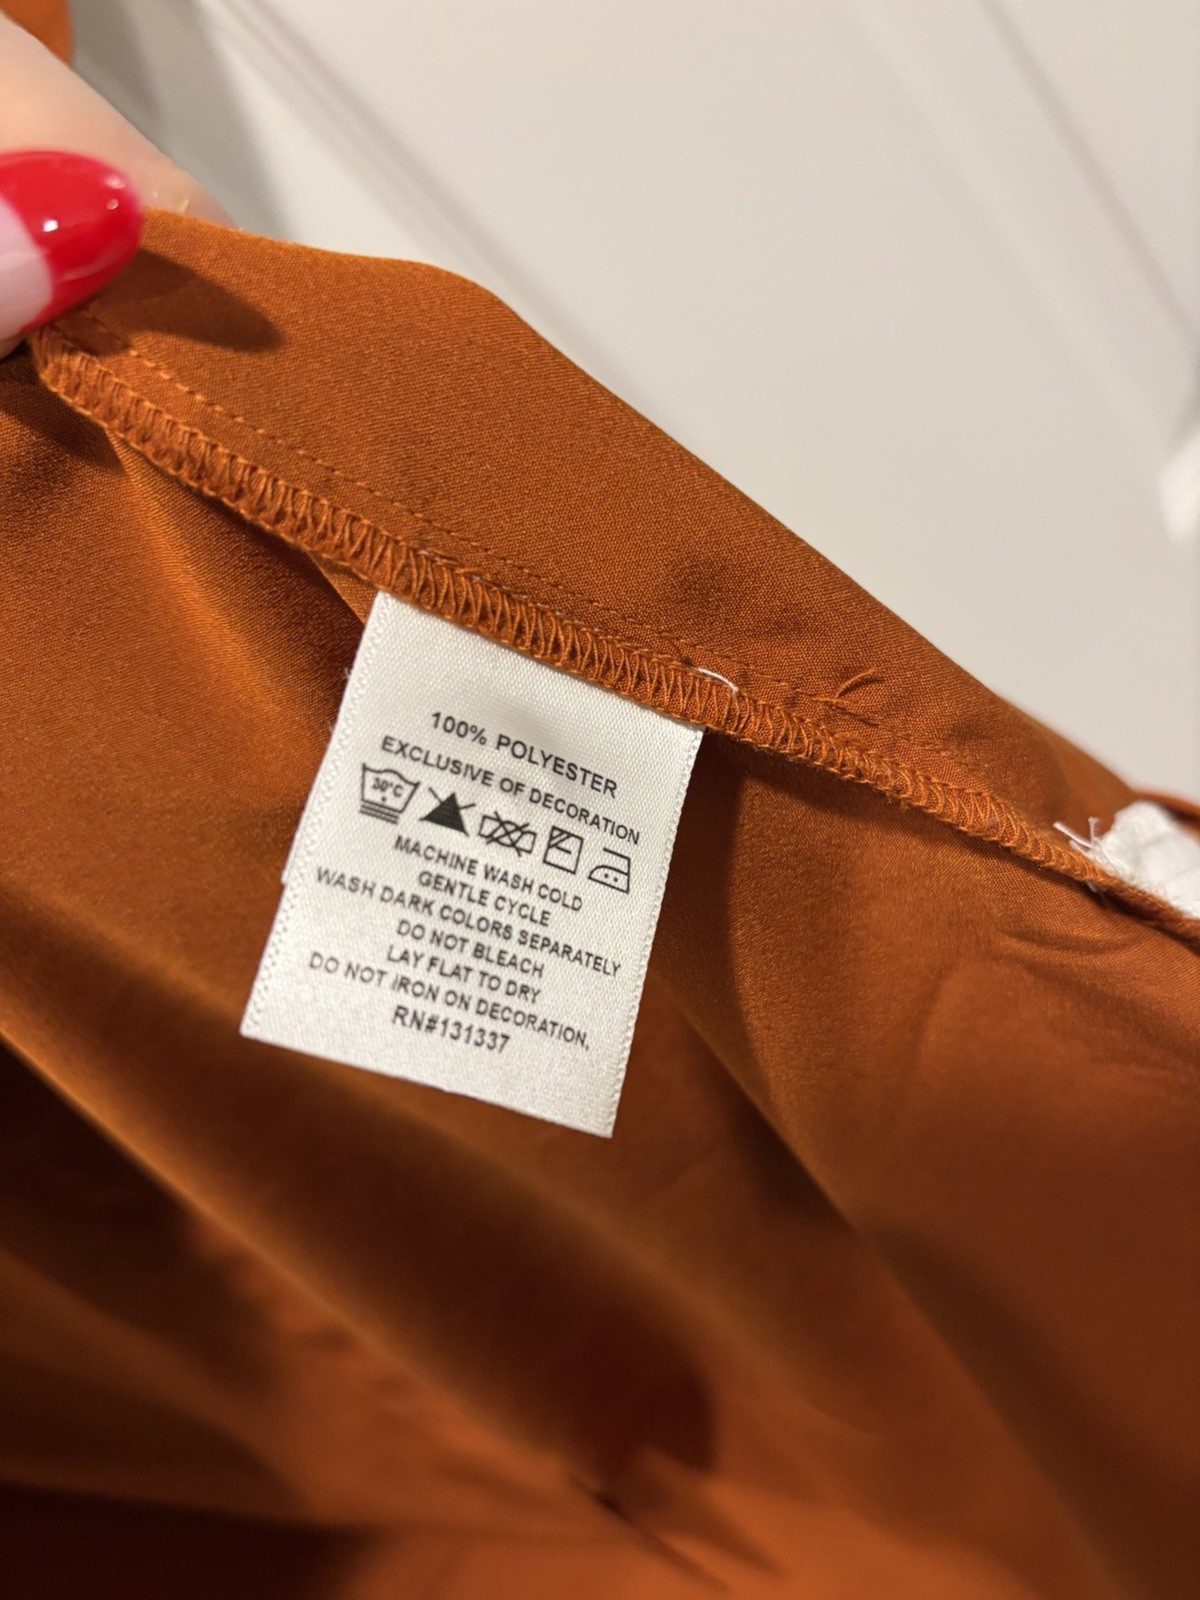 100% POLYESTER
EXCLUSIVE OF DECORATION
30°C
MACHINE WASH COLD
GENTLE CYCLE
WASH DARK COLORS SEPARATELY
DO NOT BLEACH
LAY FLAT TO DRY
DO NOT IRON ON DECORATION.
RN#131337